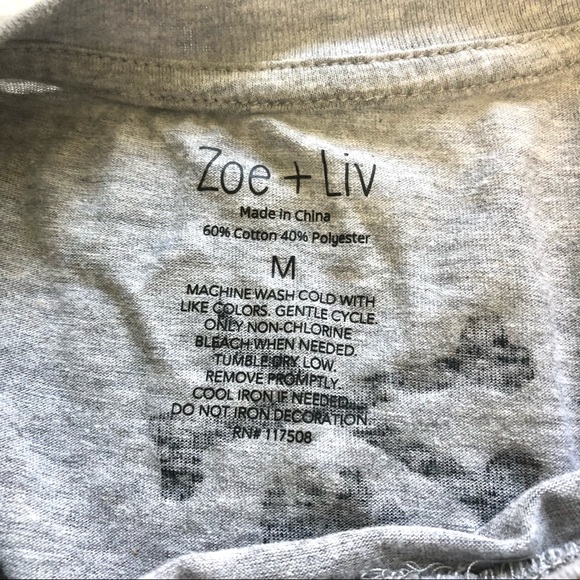 Zoe + Liv
Made in China
60% Cotton 40% Polyester
M
MACHINE WASH COLD WITH
LIKE COLORS. GENTLE CYCLE.
ONLY NON-CHLORINE
BLEACH WHEN NEEDED.
TUMBLE DRY LOW.
REMOVE PROMPTLY.
COOL IRON IF NEEDED.
DO NOT IRON DECORATION.
RN# 117508